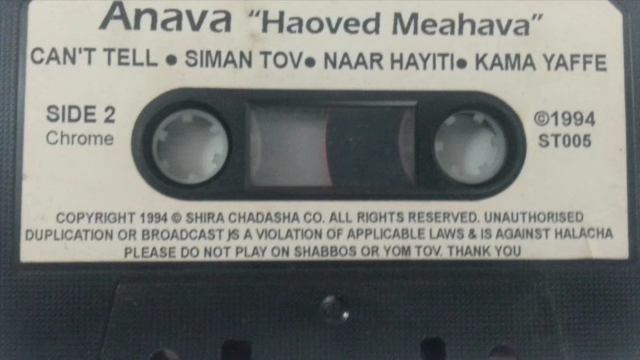 Anava "Haoved Meahava"
CAN'T TELL ● SIMAN TOV● NAAR HAYITI● KAMA YAFFE
SIDE 2
Chrome
©1994
ST005
COPYRIGHT 1994 © SHIRA CHADASHA CO. ALL RIGHTS RESERVED. UNAUTHORISED
DUPLICATION OR BROADCAST IS A VIOLATION OF APPLICABLE LAWS & IS AGAINST HALACHA
PLEASE DO NOT PLAY ON SHABBOS OR YOM TOV. THANK YOU